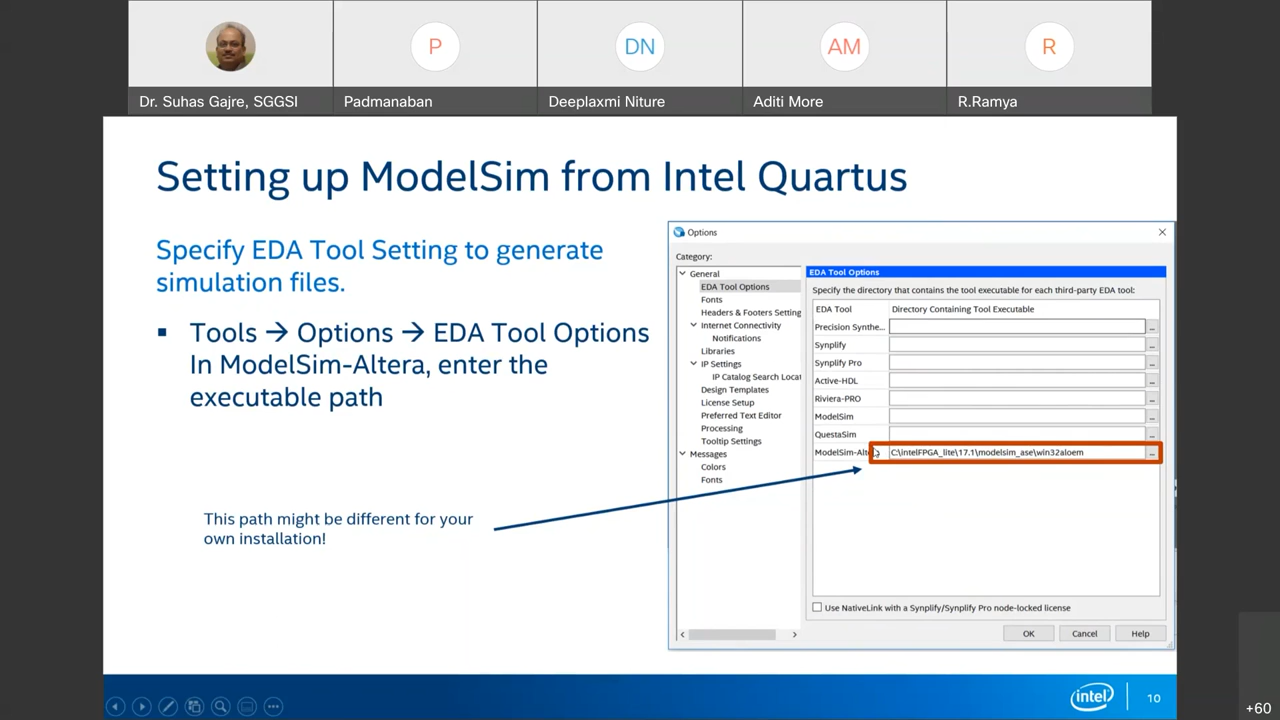 P
DN
AM
R
Dr. Suhas Gajre, SGGSI
Padmanaban
Deeplaxmi Niture
Aditi More
R.Ramya
Setting up ModelSim from Intel Quartus
Specify EDA Tool Setting to generate
simulation files.
▪ Tools → Options → EDA Tool Options
In ModelSim-Altera, enter the
executable path
This path might be different for your
own installation!
Options
Category:
General
EDA Tool Options
Fonts
Headers & Footers Setting
Internet Connectivity
Notifications
Libraries
IP Settings
IP Catalog Search Locat
Design Templates
License Setup
Preferred Text Editor
Processing
Tooltip Settings
Messages
Colors
Fonts
EDA Tool Options
Specify the directory that contains the tool executable for each third-party EDA tool:
EDA Tool Directory Containing Tool Executable
Precision Synthe... ...
Synplify ...
Synplify Pro ...
Active-HDL ...
Riviera-PRO ...
ModelSim ...
QuestaSim ...
ModelSim-Alte C:\intelFPGA_lite\17.1\modelsim_ase\win32aloem ...
Use NativeLink with a Synplify/Synplify Pro node-locked license
OK Cancel Help
intel
10
+60